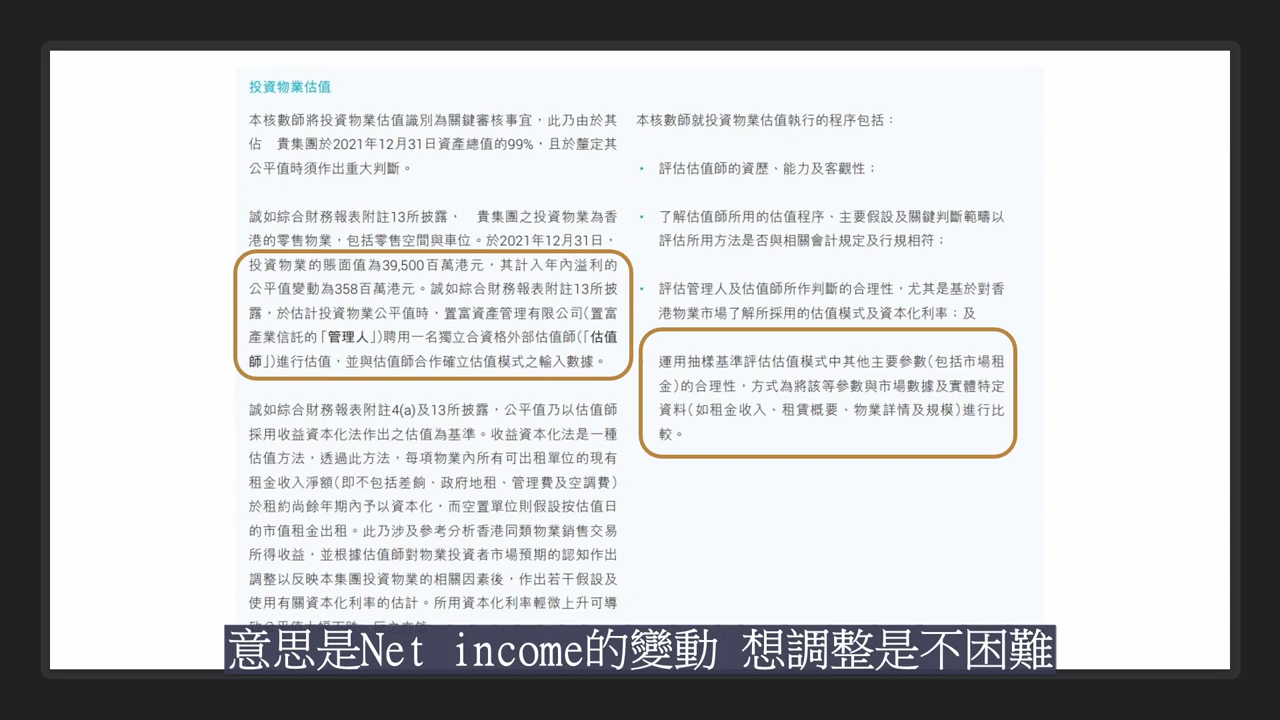 投資物業估值
本核數師將投資物業估值識別為關鍵審核事宜，此乃由於其
佔　貴集團於2021年12月31日資產總值的99%，且於釐定其
公平值時須作出重大判斷。
誠如綜合財務報表附註13所披露，　貴集團之投資物業為香
港的零售物業，包括零售空間與車位。於2021年12月31日，
投資物業的賬面值為39,500百萬港元，其計入年內溢利的
公平值變動為358百萬港元。誠如綜合財務報表附註13所披
露，於估計投資物業公平值時，置富資產管理有限公司(置富
產業信託的「管理人」)聘用一名獨立合資格外部估值師(「估值
師」)進行估值，並與估值師合作確立估值模式之輸入數據。
誠如綜合財務報表附註4(a)及13所披露，公平值乃以估值師
採用收益資本化法作出之估值為基準。收益資本化法是一種
估值方法，透過此方法，每項物業內所有可出租單位的現有
租金收入淨額(即不包括差餉、政府地租、管理費及空調費)
於租約尚餘年期內予以資本化，而空置單位則假設按估值日
的市值租金出租。此乃涉及參考分析香港同類物業銷售交易
所得收益，並根據估值師對物業投資者市場預期的認知作出
調整以反映本集團投資物業的相關因素後，作出若干假設及
使用有關資本化利率的估計。所用資本化利率輕微上升可導
本核數師就投資物業估值執行的程序包括：
• 評估估值師的資歷、能力及客觀性；
• 了解估值師所用的估值程序、主要假設及關鍵判斷範疇以
評估所用方法是否與相關會計規定及行規相符；
• 評估管理人及估值師所作判斷的合理性，尤其是基於對香
港物業市場了解所採用的估值模式及資本化利率；及
運用抽樣基準評估估值模式中其他主要參數(包括市場租
金)的合理性，方式為將該等參數與市場數據及實體特定
資料(如租金收入、租賃概要、物業詳情及規模)進行比
較。
意思是Net income的變動 想調整是不困難